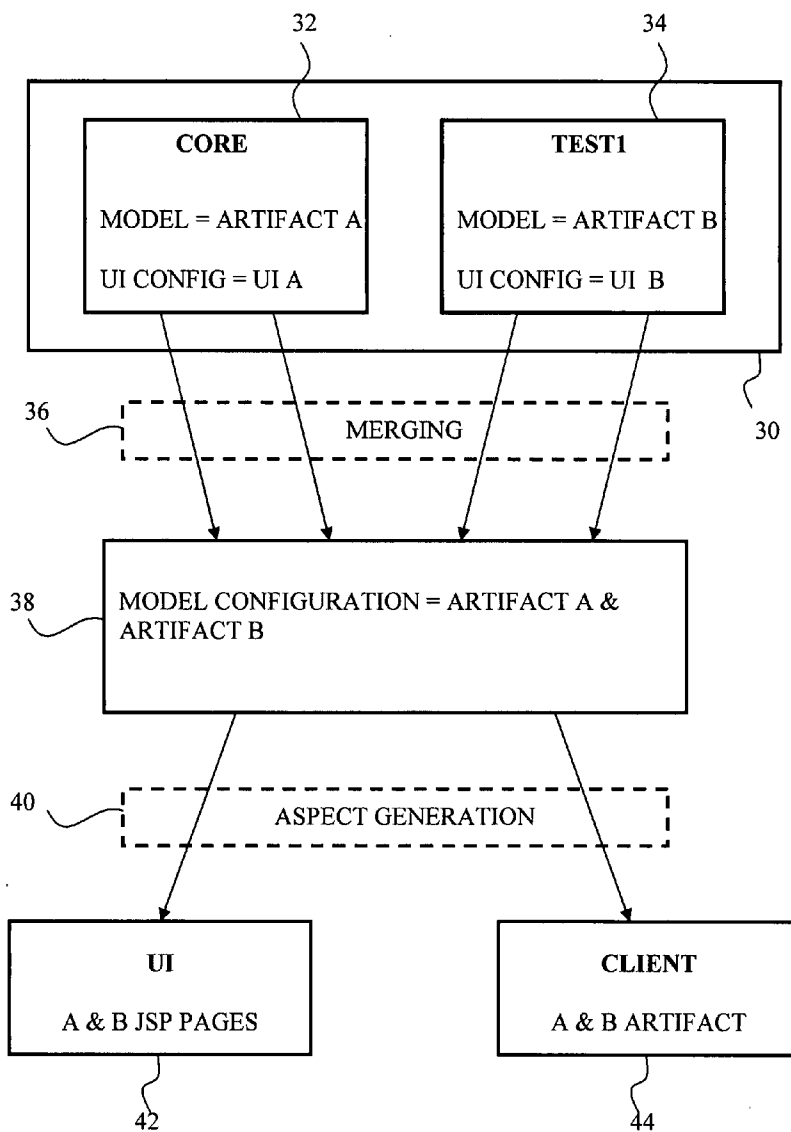 32
34
CORE
MODEL = ARTIFACT A
UI CONFIG = UI A
TEST1
MODEL = ARTIFACT B
UI CONFIG = UI B
36
MERGING
30
38
MODEL CONFIGURATION = ARTIFACT A &
ARTIFACT B
40
ASPECT GENERATION
UI
A & B JSP PAGES
CLIENT
A & B ARTIFACT
42
44